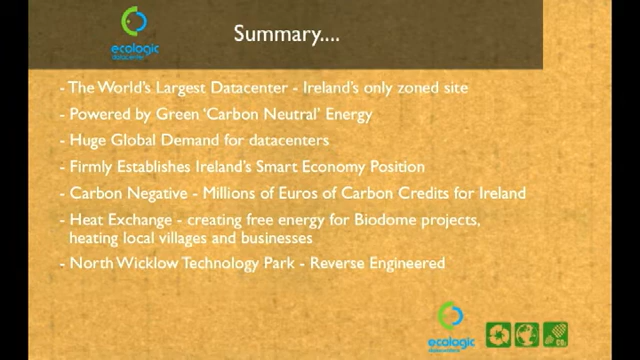 ecologic
datacentre
Summary....
- The World's Largest Datacenter - Ireland's only zoned site
- Powered by Green 'Carbon Neutral' Energy
- Huge Global Demand for datacenters
- Firmly Establishes Ireland's Smart Economy Position
- Carbon Negative - Millions of Euros of Carbon Credits for Ireland
- Heat Exchange - creating free energy for Biodome projects,
heating local villages and businesses
- North Wicklow Technology Park - Reverse Engineered
ecologic
CO2